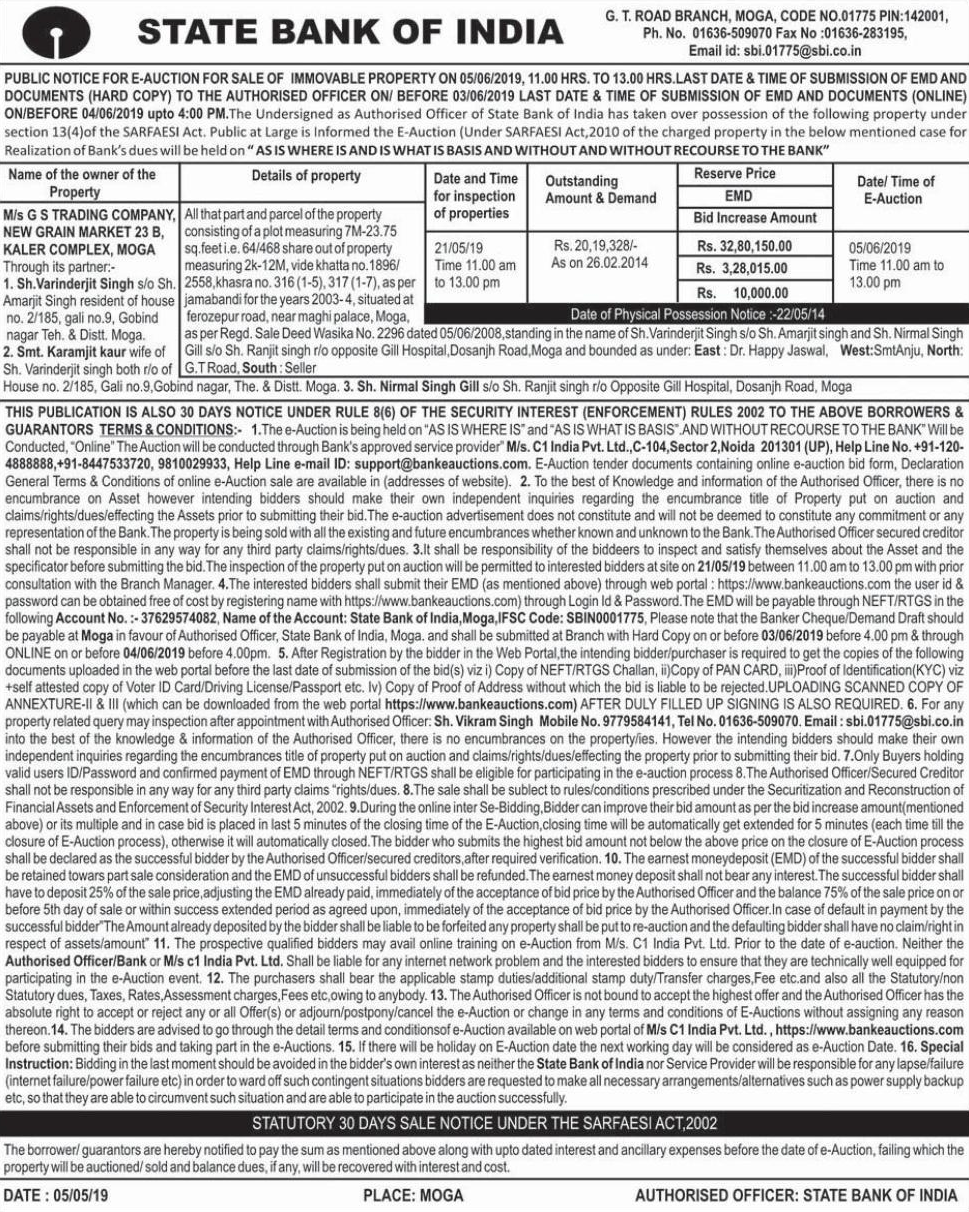 STATE BANK OF INDIA
G. T. ROAD BRANCH, MOGA, CODE NO.01775 PIN:142001,
Ph. No. 01636-509070 Fax No :01636-283195,
Email id: sbi.01775@sbi.co.in
PUBLIC NOTICE FOR E-AUCTION FOR SALE OF IMMOVABLE PROPERTY ON 05/06/2019, 11.00 HRS. TO 13.00 HRS.LAST DATE & TIME OF SUBMISSION OF EMD AND
DOCUMENTS (HARD COPY) TO THE AUTHORISED OFFICER ON/ BEFORE 03/06/2019 LAST DATE & TIME OF SUBMISSION OF EMD AND DOCUMENTS (ONLINE)
ON/BEFORE 04/06/2019 upto 4:00 PM.The Undersigned as Authorised Officer of State Bank of India has taken over possession of the following property under
section 13(4)of the SARFAESI Act. Public at Large is Informed the E-Auction (Under SARFAESI Act,2010 of the charged property in the below mentioned case for
Realization of Bank's dues will be held on " AS IS WHERE IS AND IS WHAT IS BASIS AND WITHOUT AND WITHOUT RECOURSE TO THE BANK"
Name of the owner of the
Property
Details of property
Date and Time
for inspection
of properties
Outstanding
Amount & Demand
Reserve Price
EMD
Bid Increase Amount
Date/ Time of
E-Auction
M/s G S TRADING COMPANY,
NEW GRAIN MARKET 23 B,
KALER COMPLEX, MOGA
Through its partner:-
1. Sh.Varinderjit Singh s/o Sh.
Amarjit Singh resident of house
no. 2/185, gali no.9, Gobind
nagar Teh. & Distt. Moga.
2. Smt. Karamjit kaur wife of
Sh. Varinderjit singh both r/o of
All that part and parcel of the property
consisting of a plot measuring 7M-23.75
sq.feet i.e. 64/468 share out of property
measuring 2k-12M, vide khatta no.1896/
2558,khasra no. 316 (1-5), 317 (1-7), as per
jamabandi for the years 2003- 4, situated at
ferozepur road, near maghi palace, Moga,
21/05/19
Time 11.00 am
to 13.00 pm
Rs. 20,19,328/-
As on 26.02.2014
Rs. 32,80,150.00
Rs. 3,28,015.00
Rs. 10,000.00
05/06/2019
Time 11.00 am to
13.00 pm
Date of Physical Possession Notice :-22/05/14
as per Regd. Sale Deed Wasika No. 2296 dated 05/06/2008,standing in the name of Sh.Varinderjit Singh s/o Sh. Amarjit singh and Sh. Nirmal Singh
Gill s/o Sh. Ranjit singh r/o opposite Gill Hospital,Dosanjh Road,Moga and bounded as under: East : Dr. Happy Jaswal, West:SmtAnju, North:
G.T Road, South : Seller
House no. 2/185, Gali no.9,Gobind nagar, The. & Distt. Moga. 3. Sh. Nirmal Singh Gill s/o Sh. Ranjit singh r/o Opposite Gill Hospital, Dosanjh Road, Moga
THIS PUBLICATION IS ALSO 30 DAYS NOTICE UNDER RULE 8(6) OF THE SECURITY INTEREST (ENFORCEMENT) RULES 2002 TO THE ABOVE BORROWERS &
GUARANTORS TERMS & CONDITIONS:- 1.The e-Auction is being held on "AS IS WHERE IS" and "AS IS WHAT IS BASIS".AND WITHOUT RECOURSE TO THE BANK" Will be
Conducted, "Online" The Auction will be conducted through Bank's approved service provider" M/s. C1 India Pvt. Ltd.,C-104,Sector 2,Noida 201301 (UP), Help Line No. +91-120-
4888888,+91-8447533720, 9810029933, Help Line e-mail ID: support@bankeauctions.com. E-Auction tender documents containing online e-auction bid form, Declaration
General Terms & Conditions of online E-Auction sale are available in (addresses of website). 2. To the best of Knowledge and information of the Authorised Officer, there is no
encumbrance on Asset however intending bidders should make their own independent inquiries regarding the encumbrance title of Property put on auction and
claims/rights/dues/effecting the Assets prior to submitting their bid.The e-auction advertisement does not constitute and will not be deemed to constitute any commitment or any
representation of the Bank.The property is being sold with all the existing and future encumbrances whether known and unknown to the Bank.The Authorised Officer secured creditor
shall not be responsible in any way for any third party claims/rights/dues. 3.It shall be responsibility of the biddeers to inspect and satisfy themselves about the Asset and the
specificator before submitting the bid.The inspection of the property put on auction will be permitted to interested bidders at site on 21/05/19 between 11.00 am to 13.00 pm with prior
consultation with the Branch Manager. 4.The interested bidders shall submit their EMD (as mentioned above) through web portal : https://www.bankeauctions.com the user id &
password can be obtained free of cost by registering name with https://www.bankeauctions.com) through Login Id & Password.The EMD will be payable through NEFT/RTGS in the
following Account No. :- 37629574082, Name of the Account: State Bank of India,Moga,IFSC Code: SBIN0001775, Please note that the Banker Cheque/Demand Draft should
be payable at Moga in favour of Authorised Officer, State Bank of India, Moga. and shall be submitted at Branch with Hard Copy on or before 03/06/2019 before 4.00 pm & through
ONLINE on or before 04/06/2019 before 4.00pm. 5. After Registration by the bidder in the Web Portal,the intending bidder/purchaser is required to get the copies of the following
documents uploaded in the web portal before the last date of submission of the bid(s) viz i) Copy of NEFT/RTGS Challan, ii)Copy of PAN CARD, iii)Proof of Identification(KYC) viz
+self attested copy of Voter ID Card/Driving License/Passport etc. Iv) Copy of Proof of Address without which the bid is liable to be rejected.UPLOADING SCANNED COPY OF
ANNEXTURE-II & III (which can be downloaded from the web portal https://www.bankeauctions.com) AFTER DULY FILLED UP SIGNING IS ALSO REQUIRED. 6. For any
property related query may inspection after appointment with Authorised Officer: Sh. Vikram Singh Mobile No. 9779584141, Tel No. 01636-509070. Email : sbi.01775@sbi.co.in
into the best of the knowledge & information of the Authorised Officer, there is no encumbrances on the property/ies. However the intending bidders should make their own
independent inquiries regarding the encumbrances title of property put on auction and claims/rights/dues/effecting the property prior to submitting their bid. 7.Only Buyers holding
valid users ID/Password and confirmed payment of EMD through NEFT/RTGS shall be eligible for participating in the e-auction process 8.The Authorised Officer/Secured Creditor
shall not be responsible in any way for any third party claims "rights/dues. 8.The sale shall be sublect to rules/conditions prescribed under the Securitization and Reconstruction of
Financial Assets and Enforcement of Security Interest Act, 2002. 9.During the online inter Se-Bidding,Bidder can improve their bid amount as per the bid increase amount(mentioned
above) or its multiple and in case bid is placed in last 5 minutes of the closing time of the E-Auction,closing time will be automatically get extended for 5 minutes (each time till the
closure of E-Auction process), otherwise it will automatically closed.The bidder who submits the highest bid amount not below the above price on the closure of E-Auction process
shall be declared as the successful bidder by the Authorised Officer/secured creditors,after required verification. 10. The earnest moneydeposit (EMD) of the successful bidder shall
be retained towars part sale consideration and the EMD of unsuccessful bidders shall be refunded.The earnest money deposit shall not bear any interest.The successful bidder shall
have to deposit 25% of the sale price,adjusting the EMD already paid, immediately of the acceptance of bid price by the Authorised Officer and the balance 75% of the sale price on or
before 5th day of sale or within success extended period as agreed upon, immediately of the acceptance of bid price by the Authorised Officer.In case of default in payment by the
successful bidder"The Amount already deposited by the bidder shall be liable to be forfeited any property shall be put to re-auction and the defaulting bidder shall have no claim/right in
respect of assets/amount" 11. The prospective qualified bidders may avail online training on e-Auction from M/s. C1 India Pvt. Ltd. Prior to the date of e-auction. Neither the
Authorised Officer/Bank or M/s c1 India Pvt. Ltd. Shall be liable for any internet network problem and the interested bidders to ensure that they are technically well equipped for
participating in the e-Auction event. 12. The purchasers shall bear the applicable stamp duties/additional stamp duty/Transfer charges,Fee etc.and also all the Statutory/non
Statutory dues, Taxes, Rates,Assessment charges,Fees etc,owing to anybody. 13. The Authorised Officer is not bound to accept the highest offer and the Authorised Officer has the
absolute right to accept or reject any or all Offer(s) or adjourn/postpony/cancel the e-Auction or change in any terms and conditions of E-Auctions without assigning any reason
thereon.14. The bidders are advised to go through the detail terms and conditionsof e-Auction available on web portal of M/s C1 India Pvt. Ltd. , https://www.bankeauctions.com
before submitting their bids and taking part in the e-Auctions. 15. If there will be holiday on E-Auction date the next working day will be considered as e-Auction Date. 16. Special
Instruction: Bidding in the last moment should be avoided in the bidder's own interest as neither the State Bank of India nor Service Provider will be responsible for any lapse/failure
(internet failure/power failure etc) in order to ward off such contingent situations bidders are requested to make all necessary arrangements/alternatives such as power supply backup
etc, so that they are able to circumvent such situation and are able to participate in the auction successfully.
STATUTORY 30 DAYS SALE NOTICE UNDER THE SARFAESI ACT,2002
The borrower/ guarantors are hereby notified to pay the sum as mentioned above along with upto dated interest and ancillary expenses before the date of e-Auction, failing which the
property will be auctioned/ sold and balance dues, if any, will be recovered with interest and cost.
DATE : 05/05/19
PLACE: MOGA
AUTHORISED OFFICER: STATE BANK OF INDIA